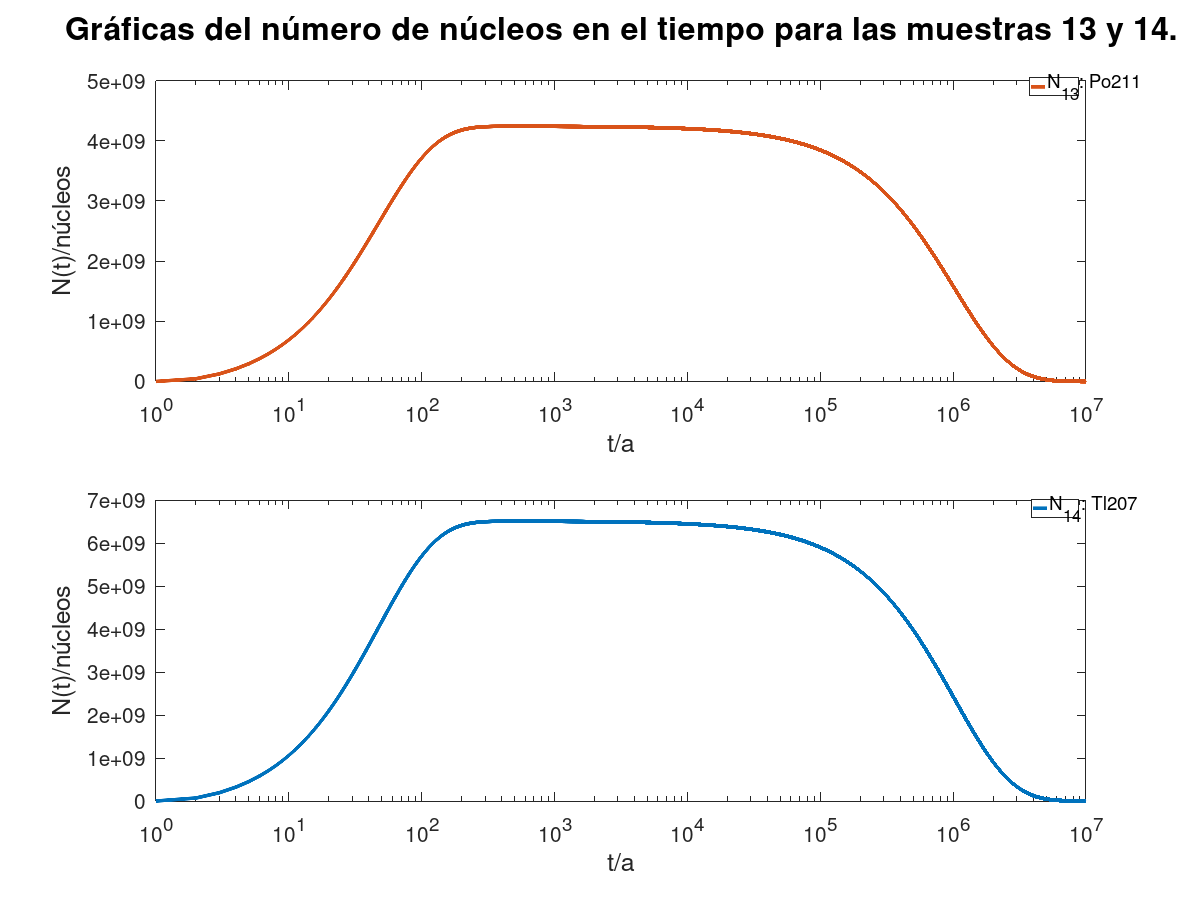 Gráficas del número de núcleos en el tiempo para las muestras 13 y 14.
5e+09
4e+09
3e+09
2e+09
1e+09
0
N(t)/núcleos
N13: Po211
10^0 10^1 10^2 10^3 10^4 10^5 10^6 10^7
t/a
7e+09
6e+09
5e+09
4e+09
3e+09
2e+09
1e+09
0
N(t)/núcleos
N14: Tl207
10^0 10^1 10^2 10^3 10^4 10^5 10^6 10^7
t/a